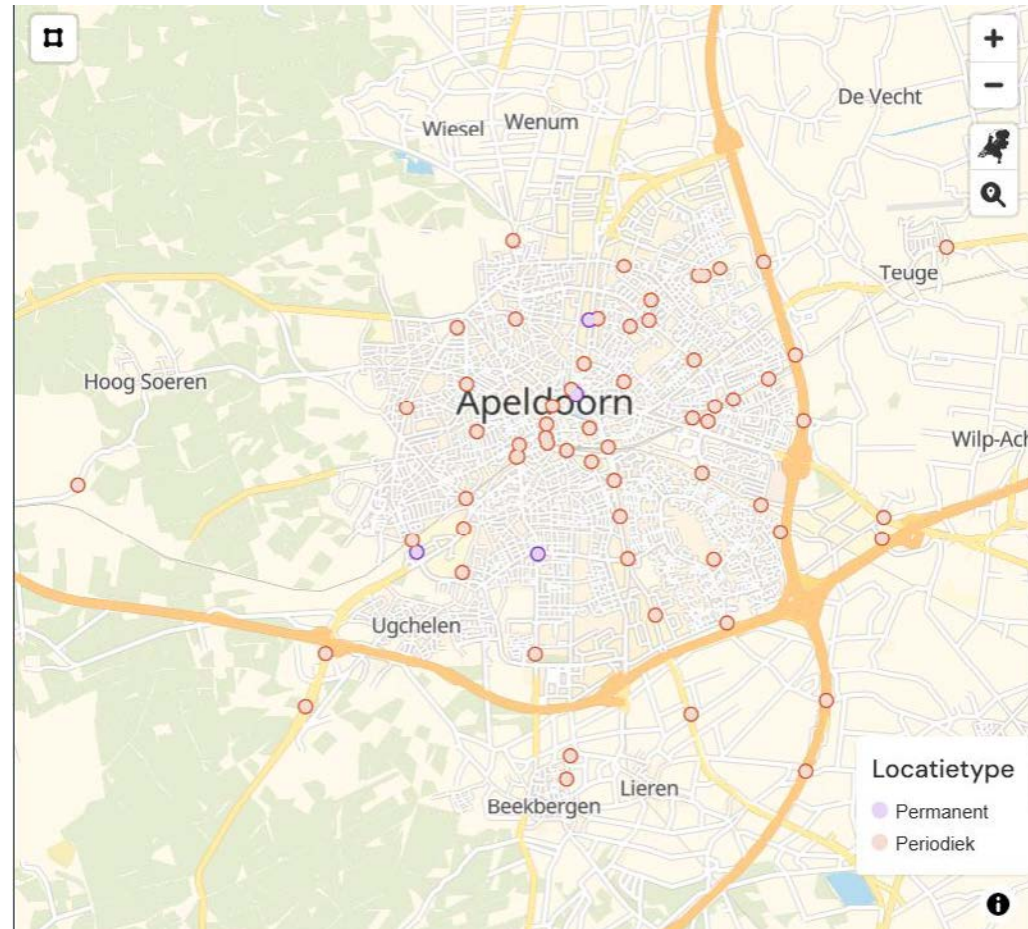 De Vecht
Wiesel
Wenum
Teuge
Hoog Soeren
Apeldoorn
Wilp-Ach
Ugchelen
Lieren
Beekbergen
Locatietype
Permanent
Periodiek